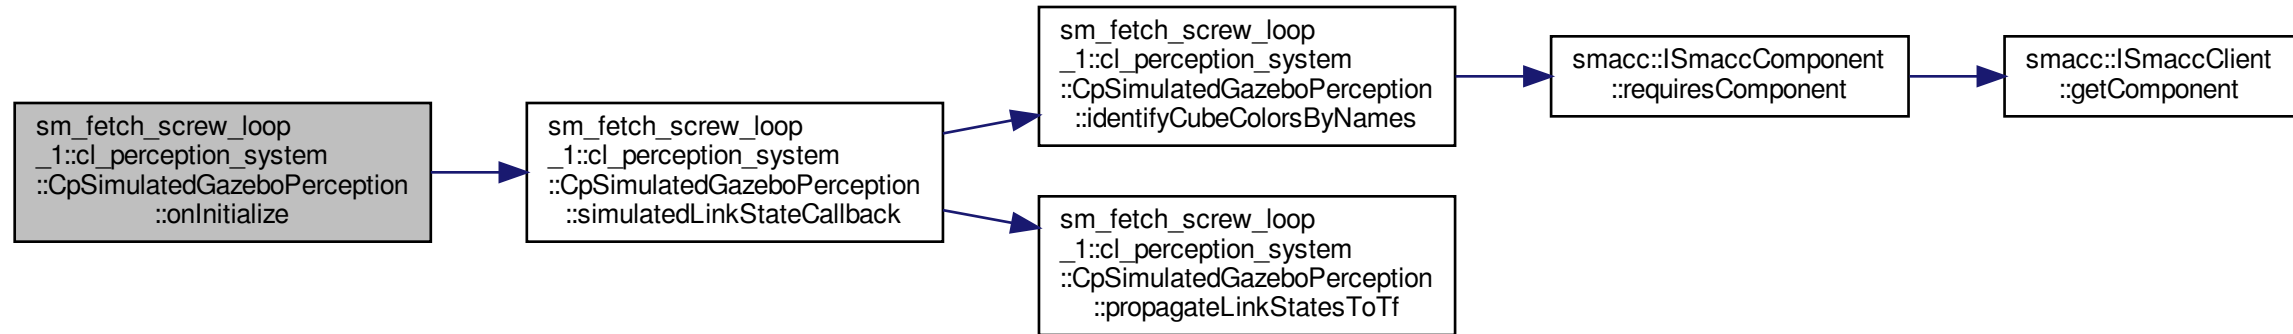 sm_fetch_screw_loop
_1::cl_perception_system
::CpSimulatedGazeboPerception
::onInitialize
sm_fetch_screw_loop
_1::cl_perception_system
::CpSimulatedGazeboPerception
::simulatedLinkStateCallback
sm_fetch_screw_loop
_1::cl_perception_system
::CpSimulatedGazeboPerception
::identifyCubeColorsByNames
smacc::ISmaccComponent
::requiresComponent
smacc::ISmaccClient
::getComponent
sm_fetch_screw_loop
_1::cl_perception_system
::CpSimulatedGazeboPerception
::propagateLinkStatesToTf